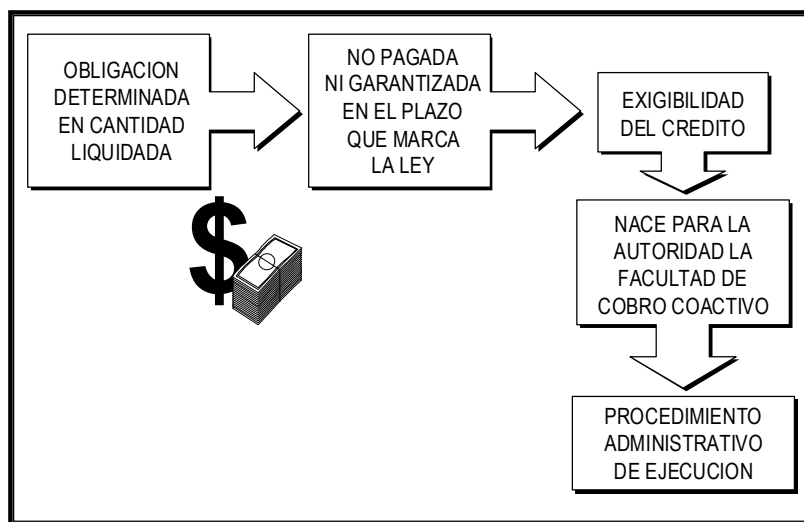 OBLIGACION
DETERMINADA
EN CANTIDAD
LIQUIDADA
NO PAGADA
NI GARANTIZADA
EN EL PLAZO
QUE MARCA
LA LEY
EXIGIBILIDAD
DEL CREDITO
NACE PARA LA
AUTORIDAD LA
FACULTAD DE
COBRO COACTIVO
PROCEDIMIENTO
ADMINISTRATIVO
DE EJECUCION
$